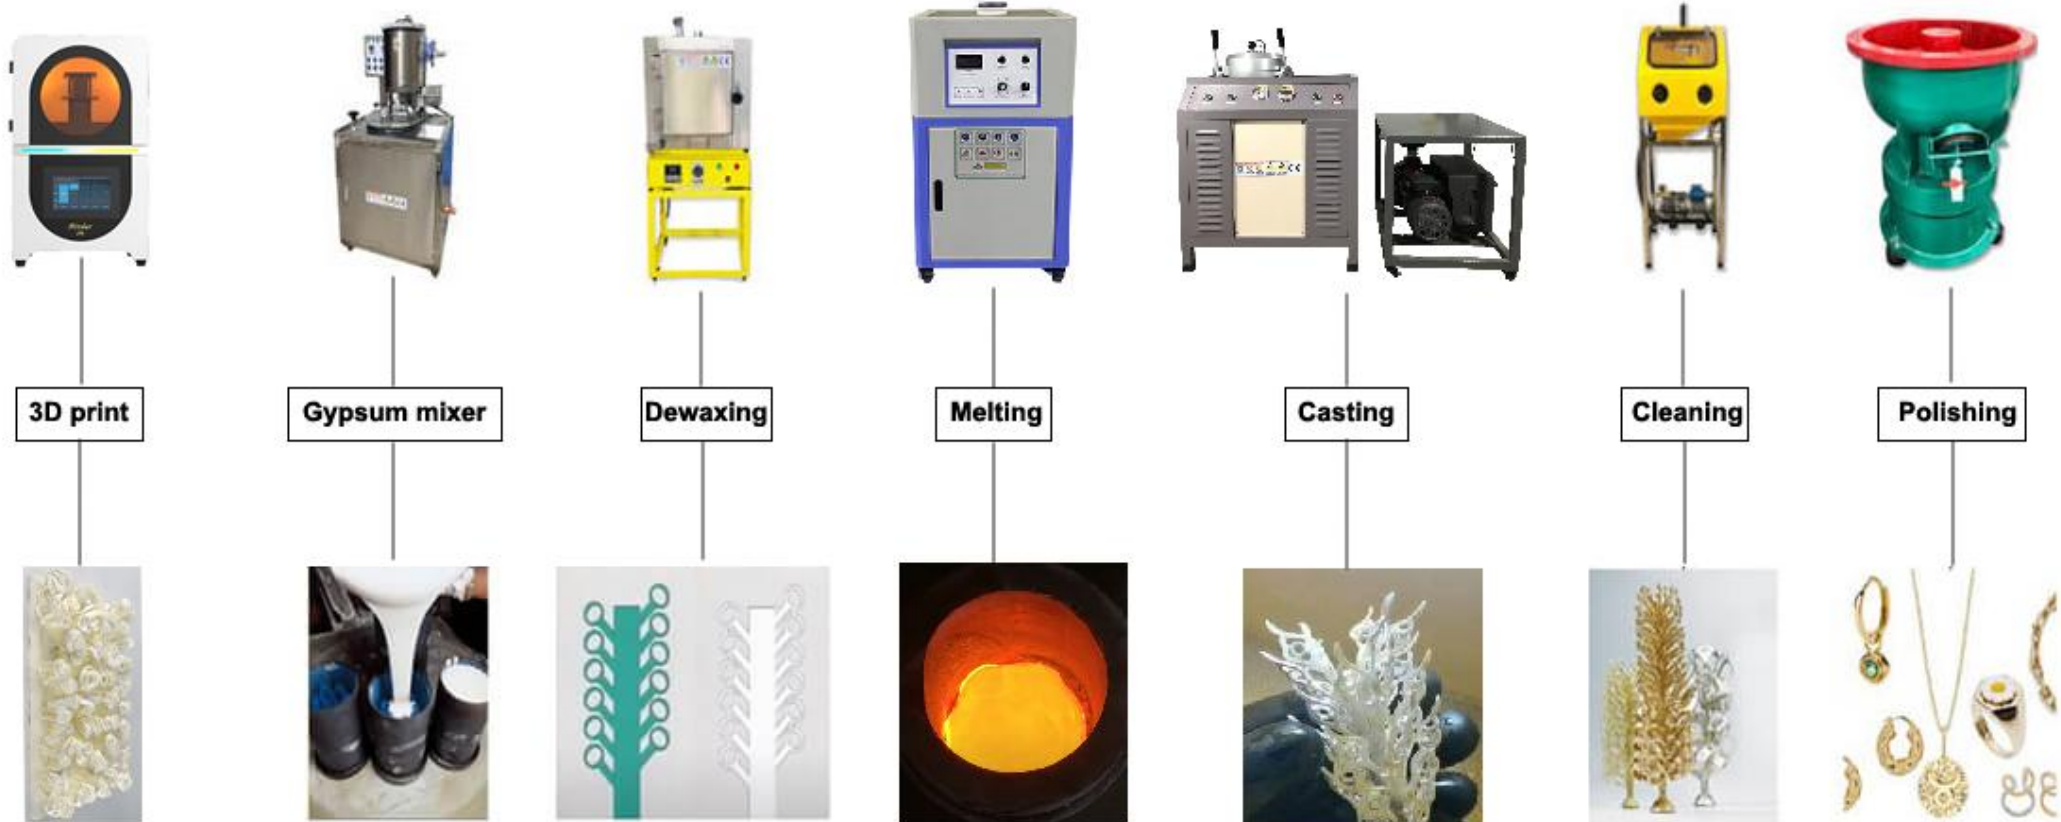 3D print
Gypsum mixer
Dewaxing
Melting
Casting
Cleaning
Polishing